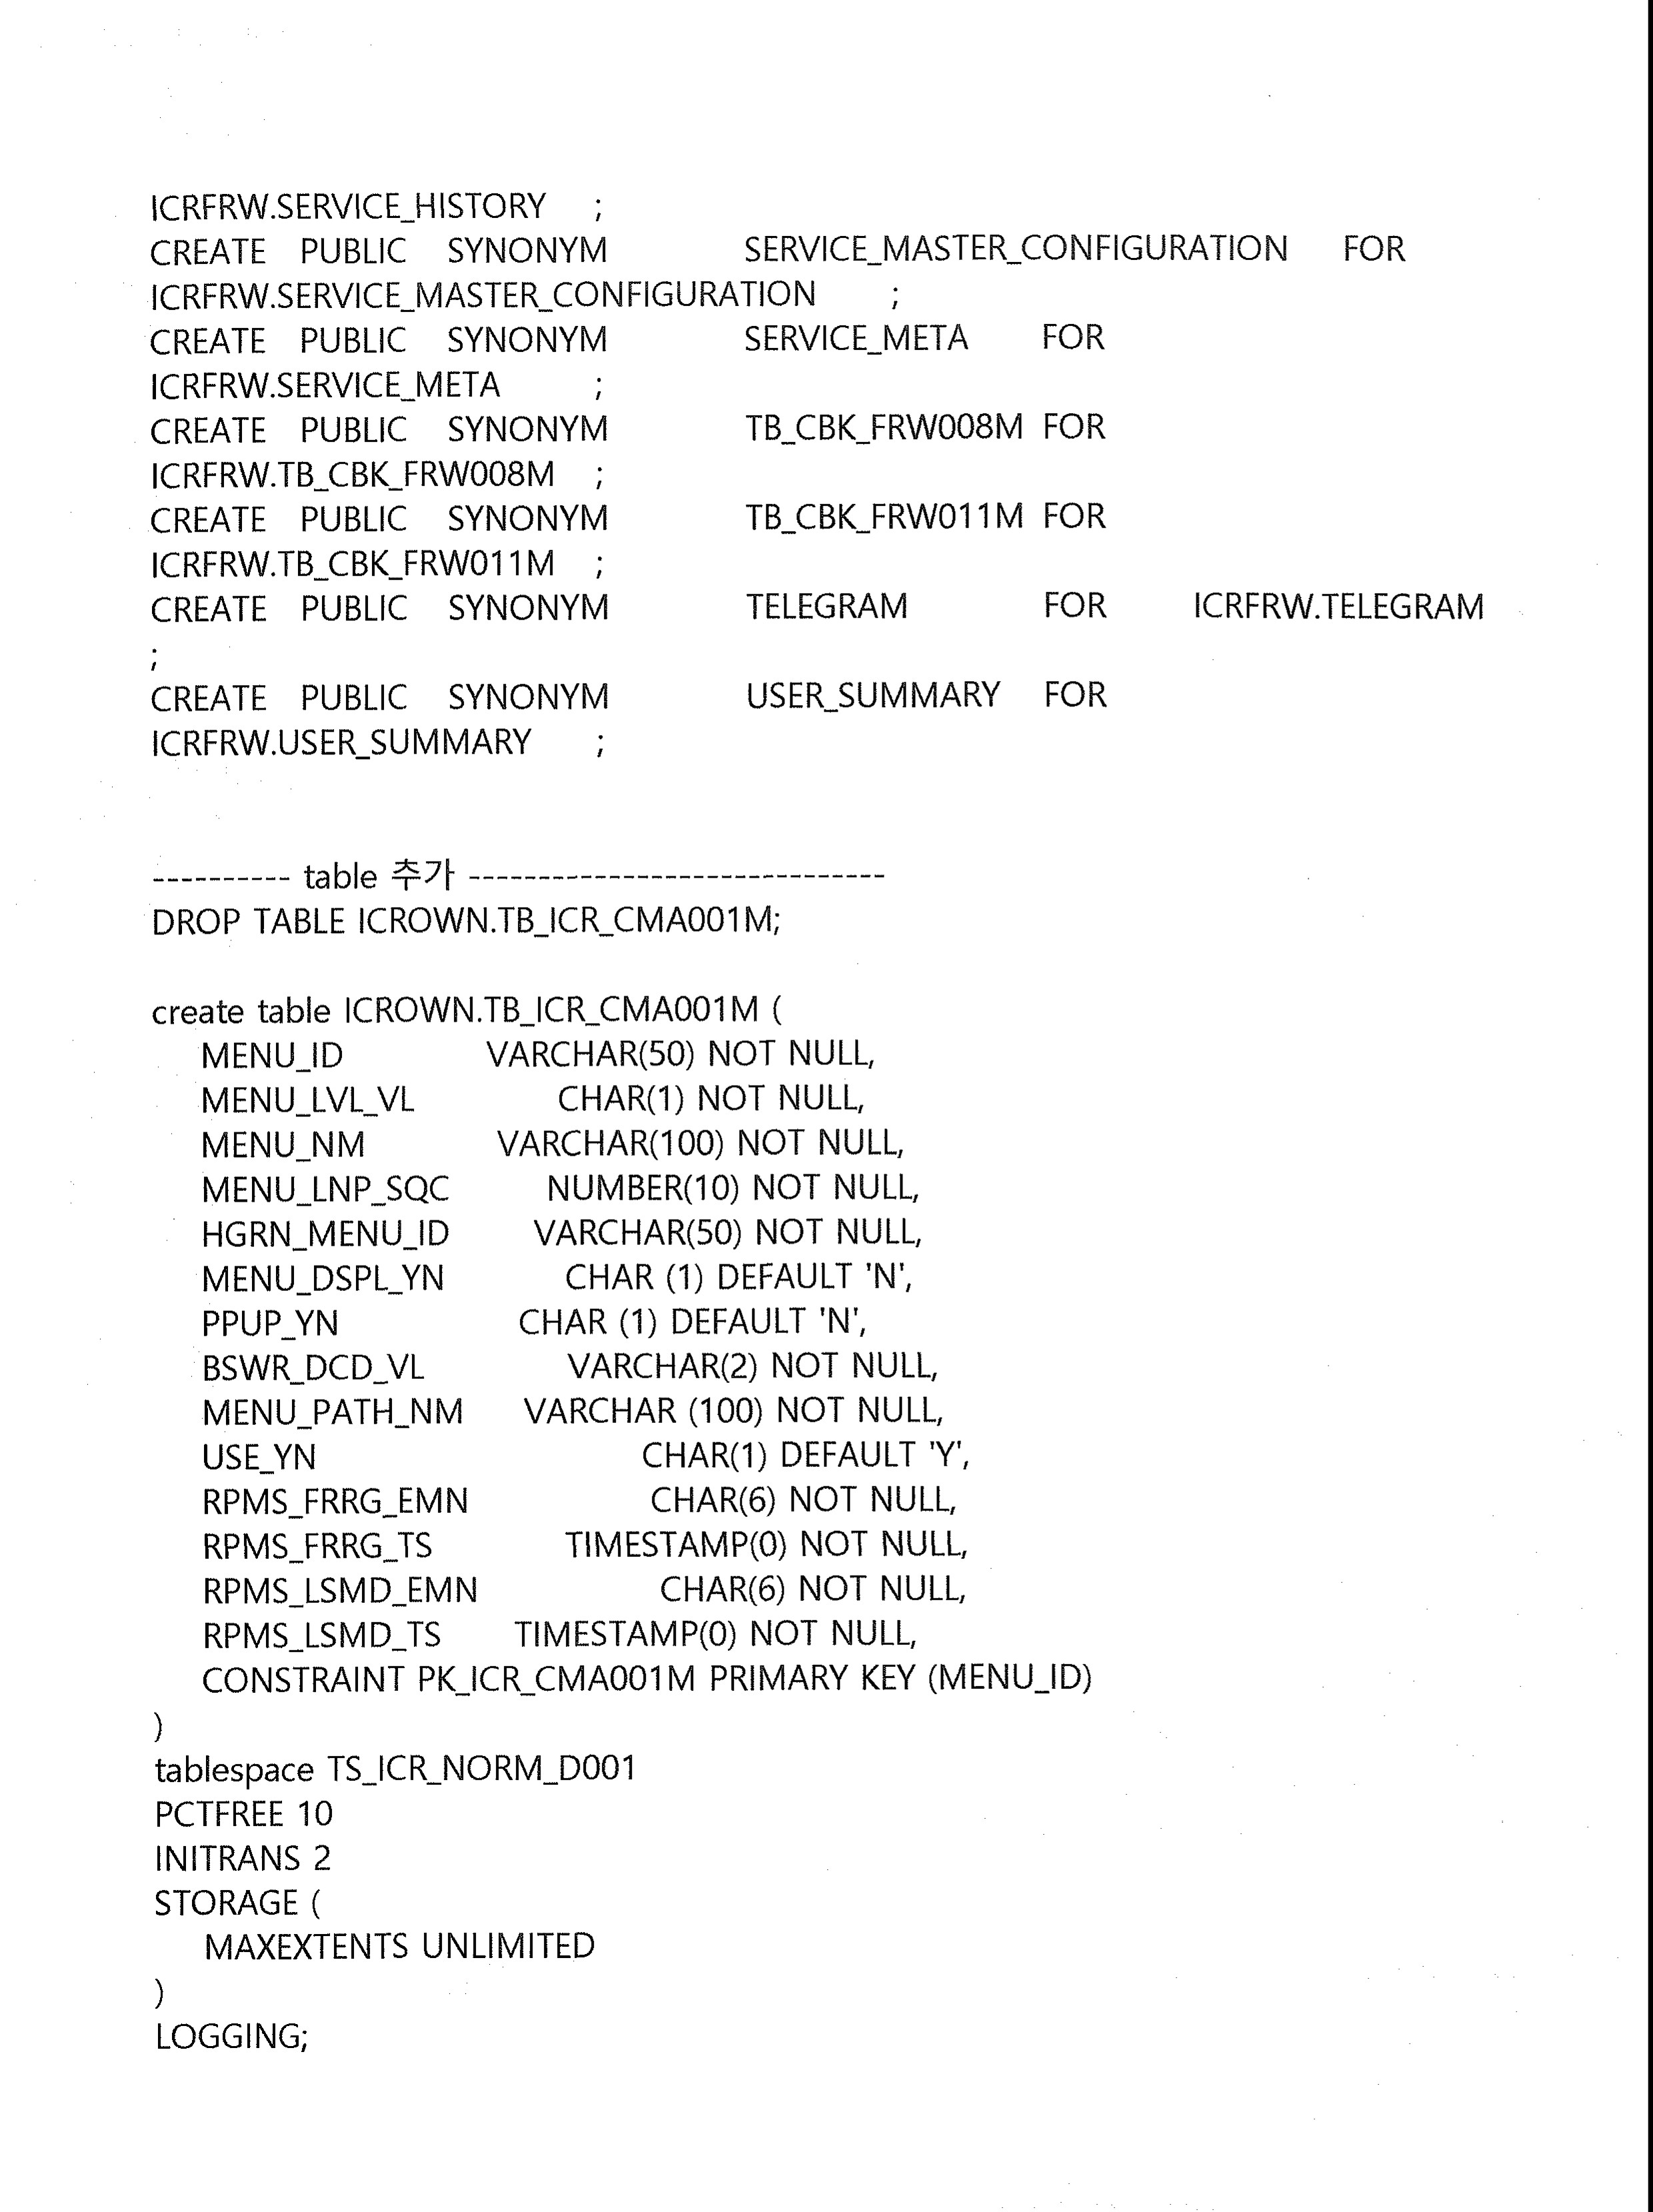 ICRFRW.SERVICE_HISTORY ;
CREATE PUBLIC SYNONYM SERVICE_MASTER_CONFIGURATION FOR
ICRFRW.SERVICE_MASTER_CONFIGURATION ;
CREATE PUBLIC SYNONYM SERVICE_META FOR
ICRFRW.SERVICE_META ;
CREATE PUBLIC SYNONYM TB_CBK_FRW008M FOR
ICRFRW.TB_CBK_FRW008M ;
CREATE PUBLIC SYNONYM TB_CBK_FRW011M FOR
ICRFRW.TB_CBK_FRW011M ;
CREATE PUBLIC SYNONYM TELEGRAM FOR ICRFRW.TELEGRAM
;
CREATE PUBLIC SYNONYM USER_SUMMARY FOR
ICRFRW.USER_SUMMARY ;
---------- table 추가 ------------------------------
DROP TABLE ICROWN.TB_ICR_CMA001M;
create table ICROWN.TB_ICR_CMA001M (
MENU_ID VARCHAR(50) NOT NULL,
MENU_LVL_VL CHAR(1) NOT NULL,
MENU_NM VARCHAR(100) NOT NULL,
MENU_LNP_SQC NUMBER(10) NOT NULL,
HGRN_MENU_ID VARCHAR(50) NOT NULL,
MENU_DSPL_YN CHAR (1) DEFAULT 'N',
PPUP_YN CHAR (1) DEFAULT 'N',
BSWR_DCD_VL VARCHAR(2) NOT NULL,
MENU_PATH_NM VARCHAR (100) NOT NULL,
USE_YN CHAR(1) DEFAULT 'Y',
RPMS_FRRG_EMN CHAR(6) NOT NULL,
RPMS_FRRG_TS TIMESTAMP(0) NOT NULL,
RPMS_LSMD_EMN CHAR(6) NOT NULL,
RPMS_LSMD_TS TIMESTAMP(0) NOT NULL,
CONSTRAINT PK_ICR_CMA001M PRIMARY KEY (MENU_ID)
)
tablespace TS_ICR_NORM_D001
PCTFREE 10
INITRANS 2
STORAGE (
MAXEXTENTS UNLIMITED
)
LOGGING;